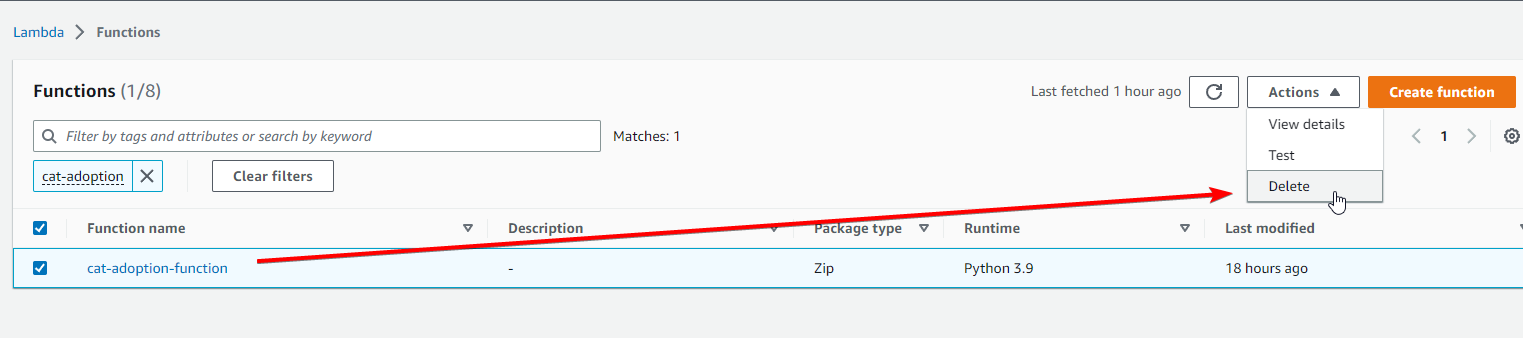 Lambda Functions
Functions (1/8) Last fetched 1 hour ago Actions Create function
Filter by tags and attributes or search by keyword Matches: 1 View details 1
Test
cat-adoption Clear filters
Delete
Function name Description Package type Runtime Last modified
cat-adoption-function - Zip Python 3.9 18 hours ago